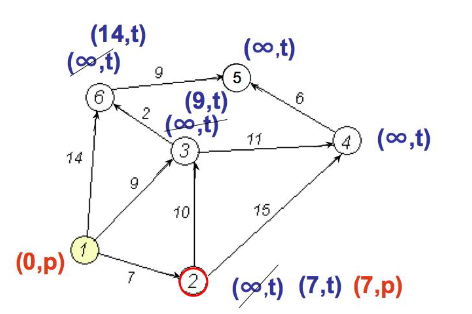 (14,t)
(∞,t)
(∞,t)
9
5
6
(9,t)
2
6
(∞,t)
11
4
(∞,t)
3
14
9
10
15
1
(0,p)
7
2
(∞,t) (7,t) (7,p)